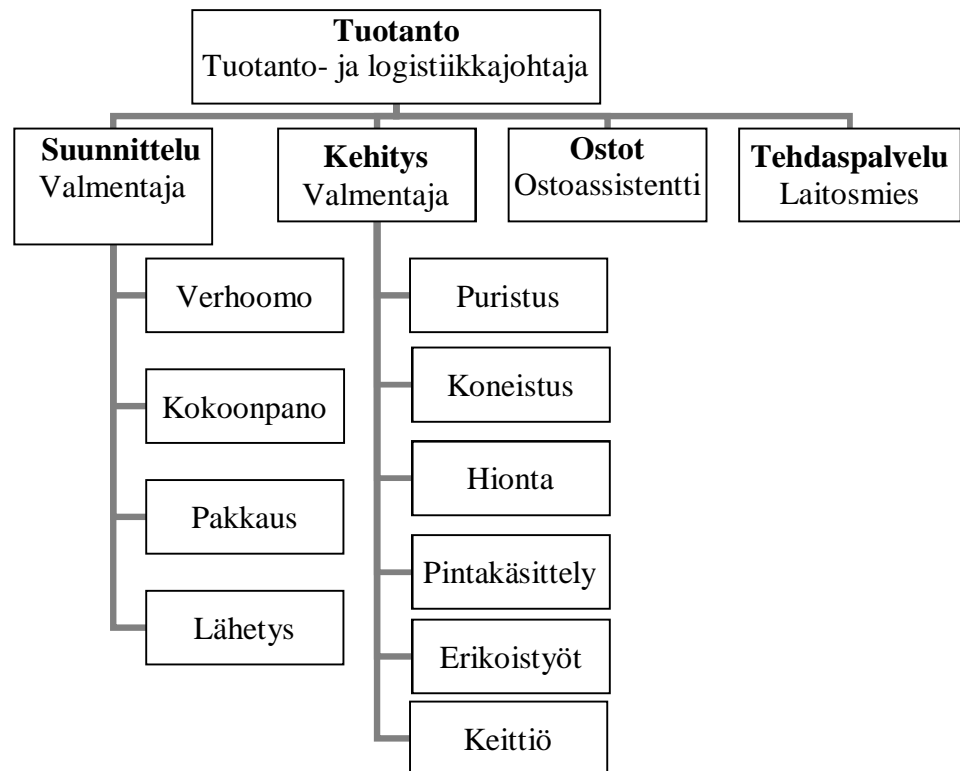 Tuotanto
Tuotanto- ja logistiikkajohtaja
Suunnittelu
Valmentaja
Kehitys
Valmentaja
Ostot
Ostoassistentti
Tehdaspalvelu
Laitosmies
Verhoomo
Kokoonpano
Pakkaus
Lähetys
Puristus
Koneistus
Hionta
Pintakäsittely
Erikoistyöt
Keittiö